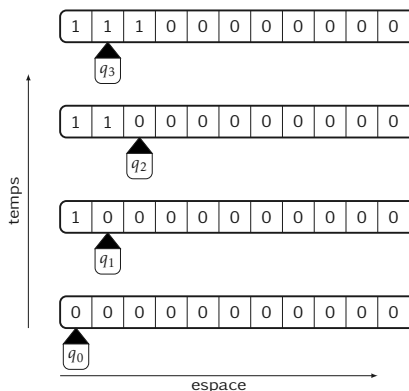 1 1 1 0 0 0 0 0 0 0 0
q3
1 1 0 0 0 0 0 0 0 0 0
q2
temps
1 0 0 0 0 0 0 0 0 0 0
q1
0 0 0 0 0 0 0 0 0 0 0
q0
espace